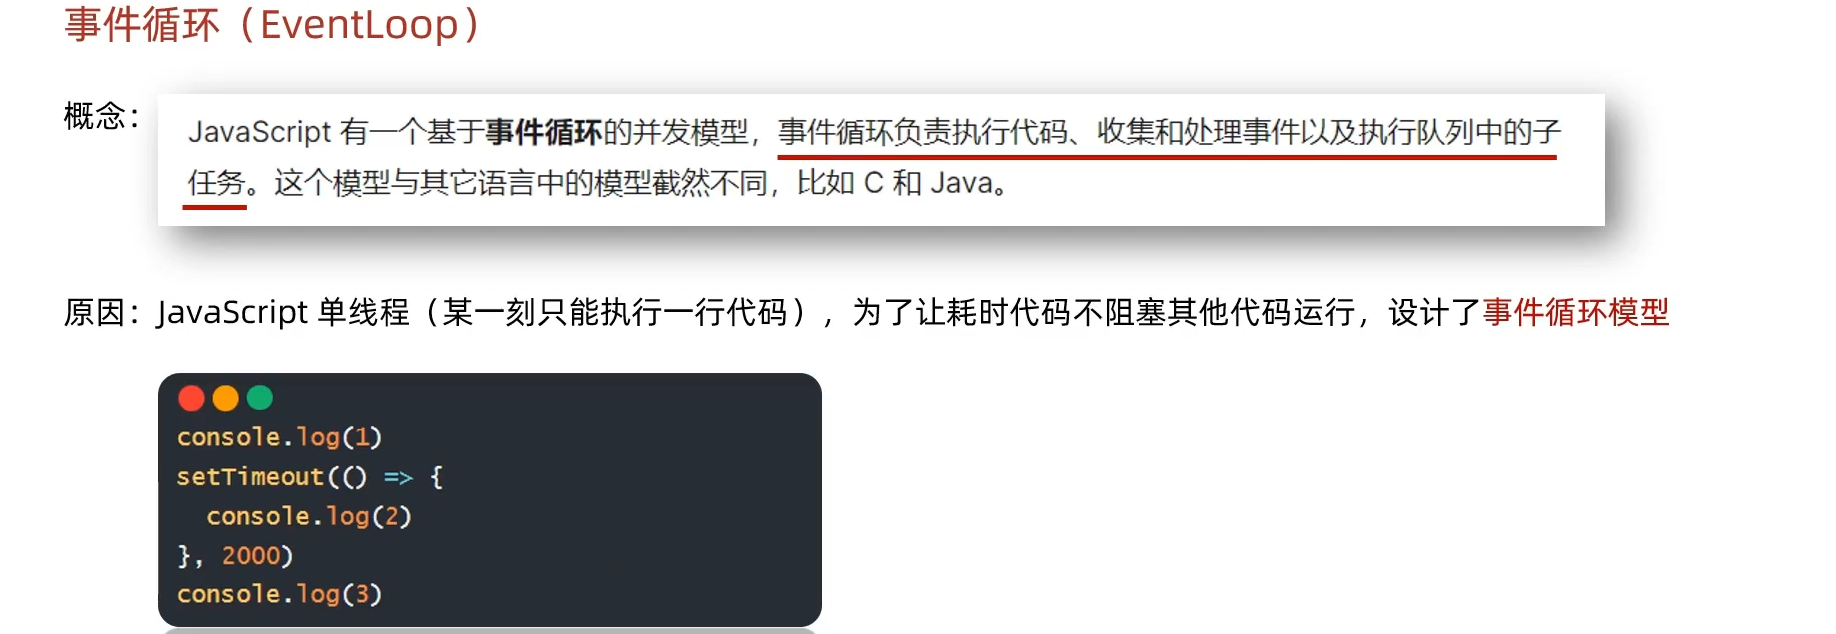 事件循环（EventLoop）
概念：
JavaScript 有一个基于事件循环的并发模型，事件循环负责执行代码、收集和处理事件以及执行队列中的子
任务。这个模型与其它语言中的模型截然不同，比如 C 和 Java。
原因：JavaScript 单线程（某一刻只能执行一行代码），为了让耗时代码不阻塞其他代码运行，设计了事件循环模型
console.log(1)
setTimeout(() => {
  console.log(2)
}, 2000)
console.log(3)